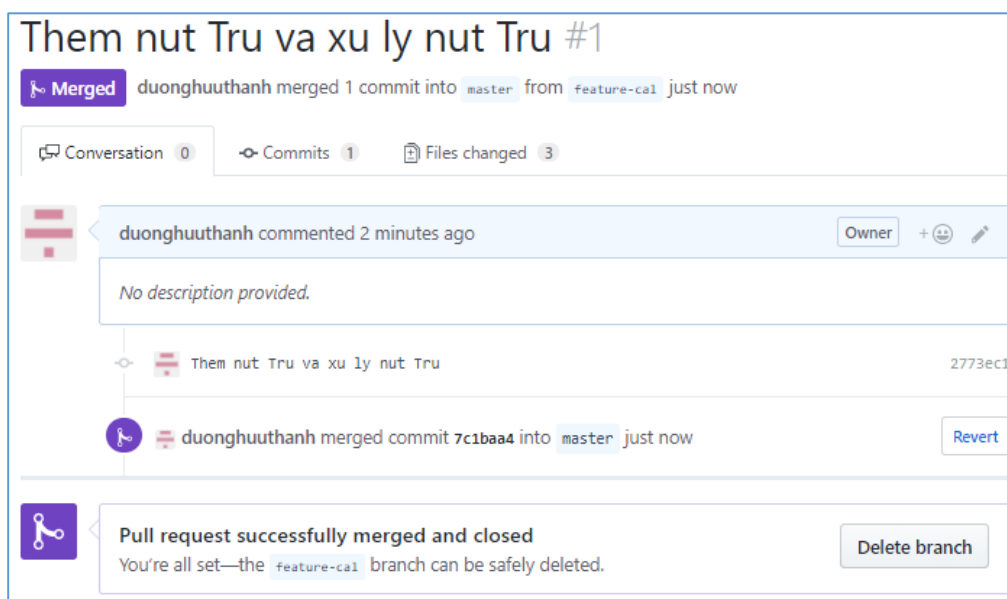 Them nut Tru va xu ly nut Tru #1
Merged duonghuuthanh merged 1 commit into master from feature-cal just now
Conversation 0 Commits 1 Files changed 3
duonghuuthanh commented 2 minutes ago Owner +
No description provided.
Them nut Tru va xu ly nut Tru 2773ec1
duonghuuthanh merged commit 7c1baa4 into master just now Revert
Pull request successfully merged and closed
You're all set—the feature-cal branch can be safely deleted.
Delete branch